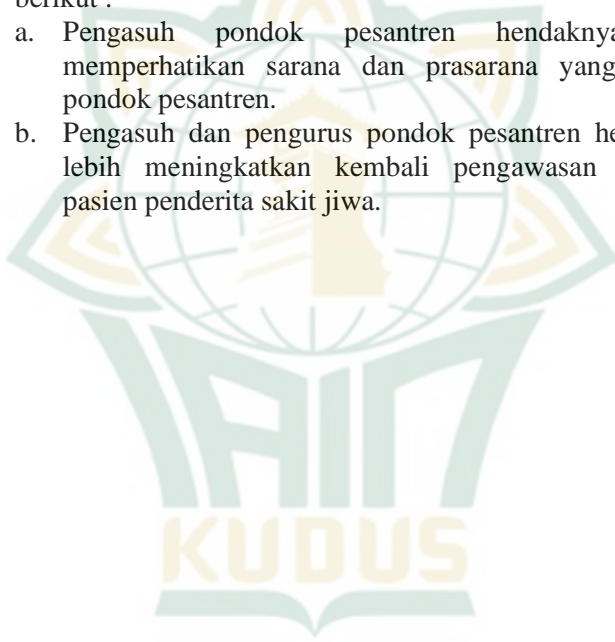 berikut :
a. Pengasuh pondok pesantren hendaknya
memperhatikan sarana dan prasarana yang
pondok pesantren.
b. Pengasuh dan pengurus pondok pesantren he
lebih meningkatkan kembali pengawasan
pasien penderita sakit jiwa.
IAIN
KUDUS